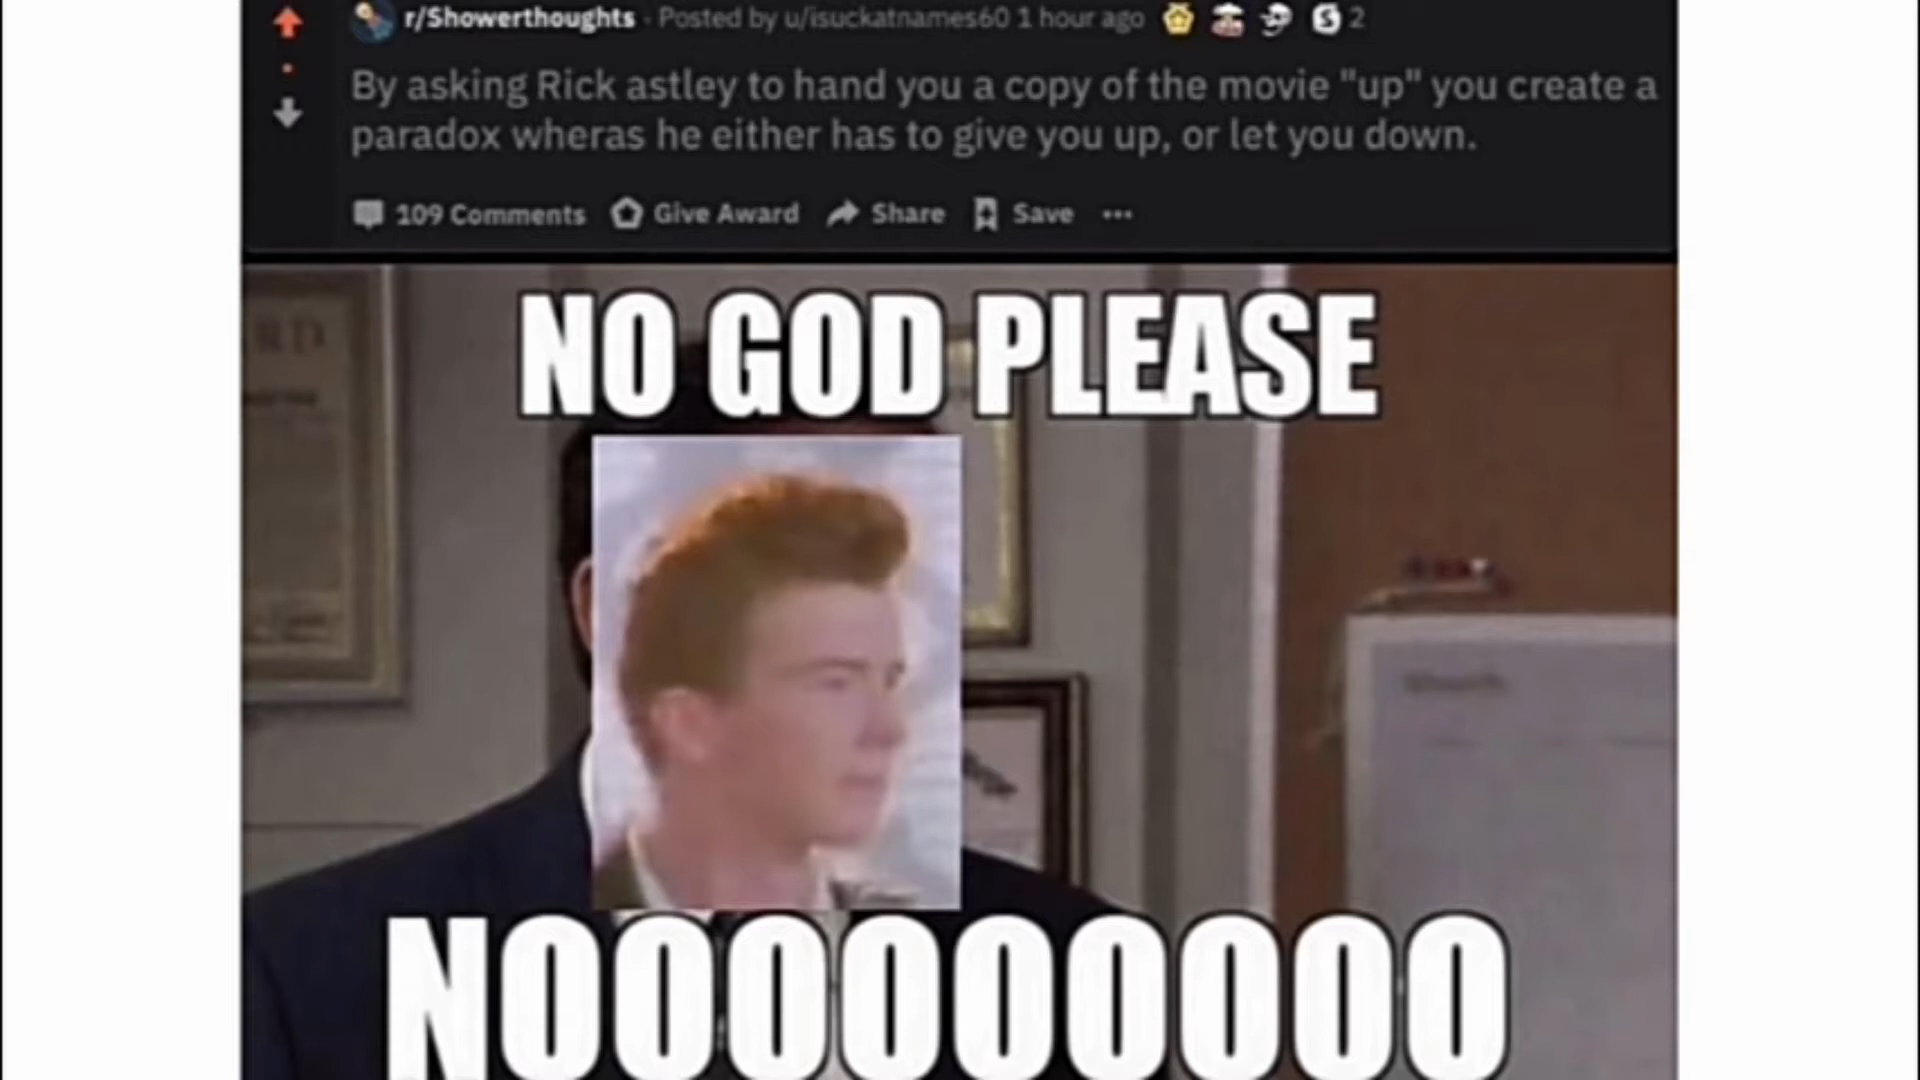 r/Showerthoughts · Posted by u/isuckatnames60 1 hour ago 2
By asking Rick astley to hand you a copy of the movie "up" you create a
paradox wheras he either has to give you up, or let you down.
109 Comments Give Award Share Save ...
NO GOD PLEASE
NOOOOOOOOO